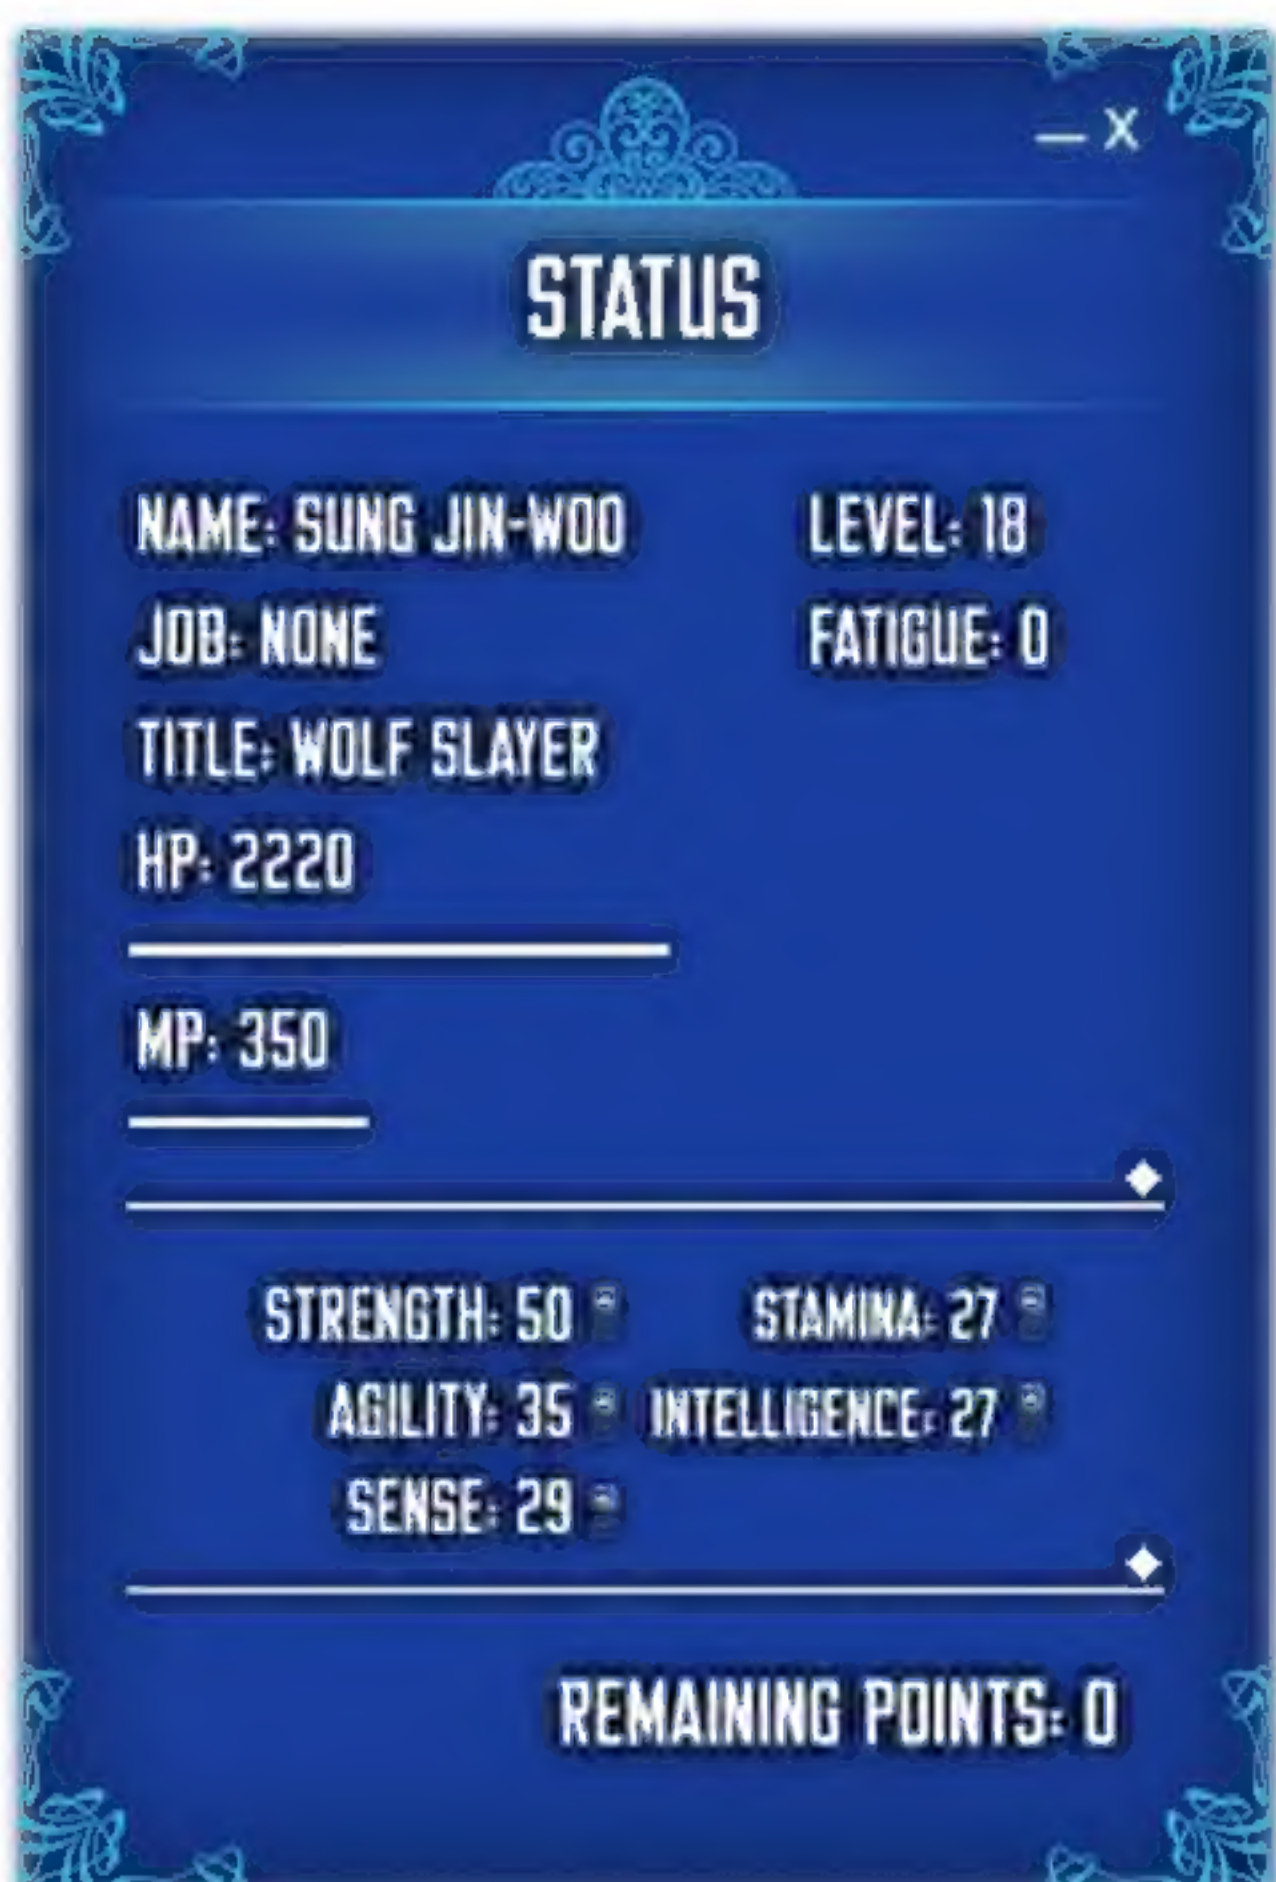 — X
STATUS
NAME: SUNG JIN-WOO LEVEL: 18
JOB: NONE FATIGUE: 0
TITLE: WOLF SLAYER
HP: 2220
MP: 350
STRENGTH: 50 STAMINA: 27
AGILITY: 35 INTELLIGENCE: 27
SENSE: 29
REMAINING POINTS: 0